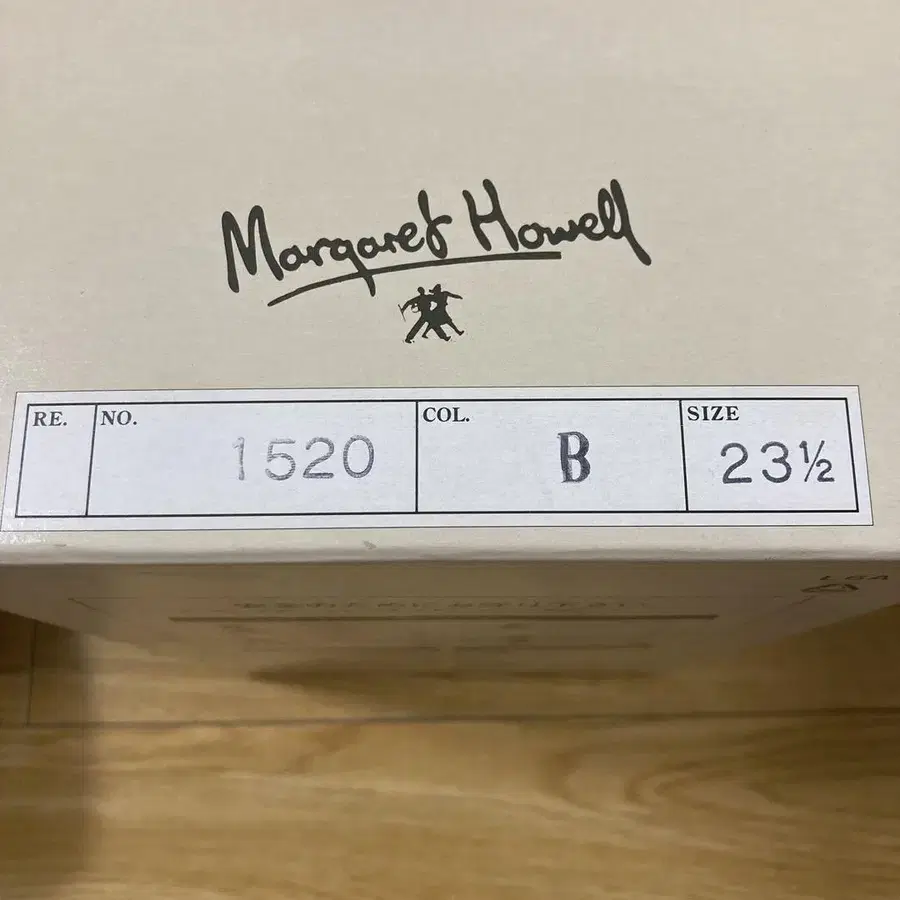 Margaret Howell
RE. NO. 1520 COL. B SIZE 23½